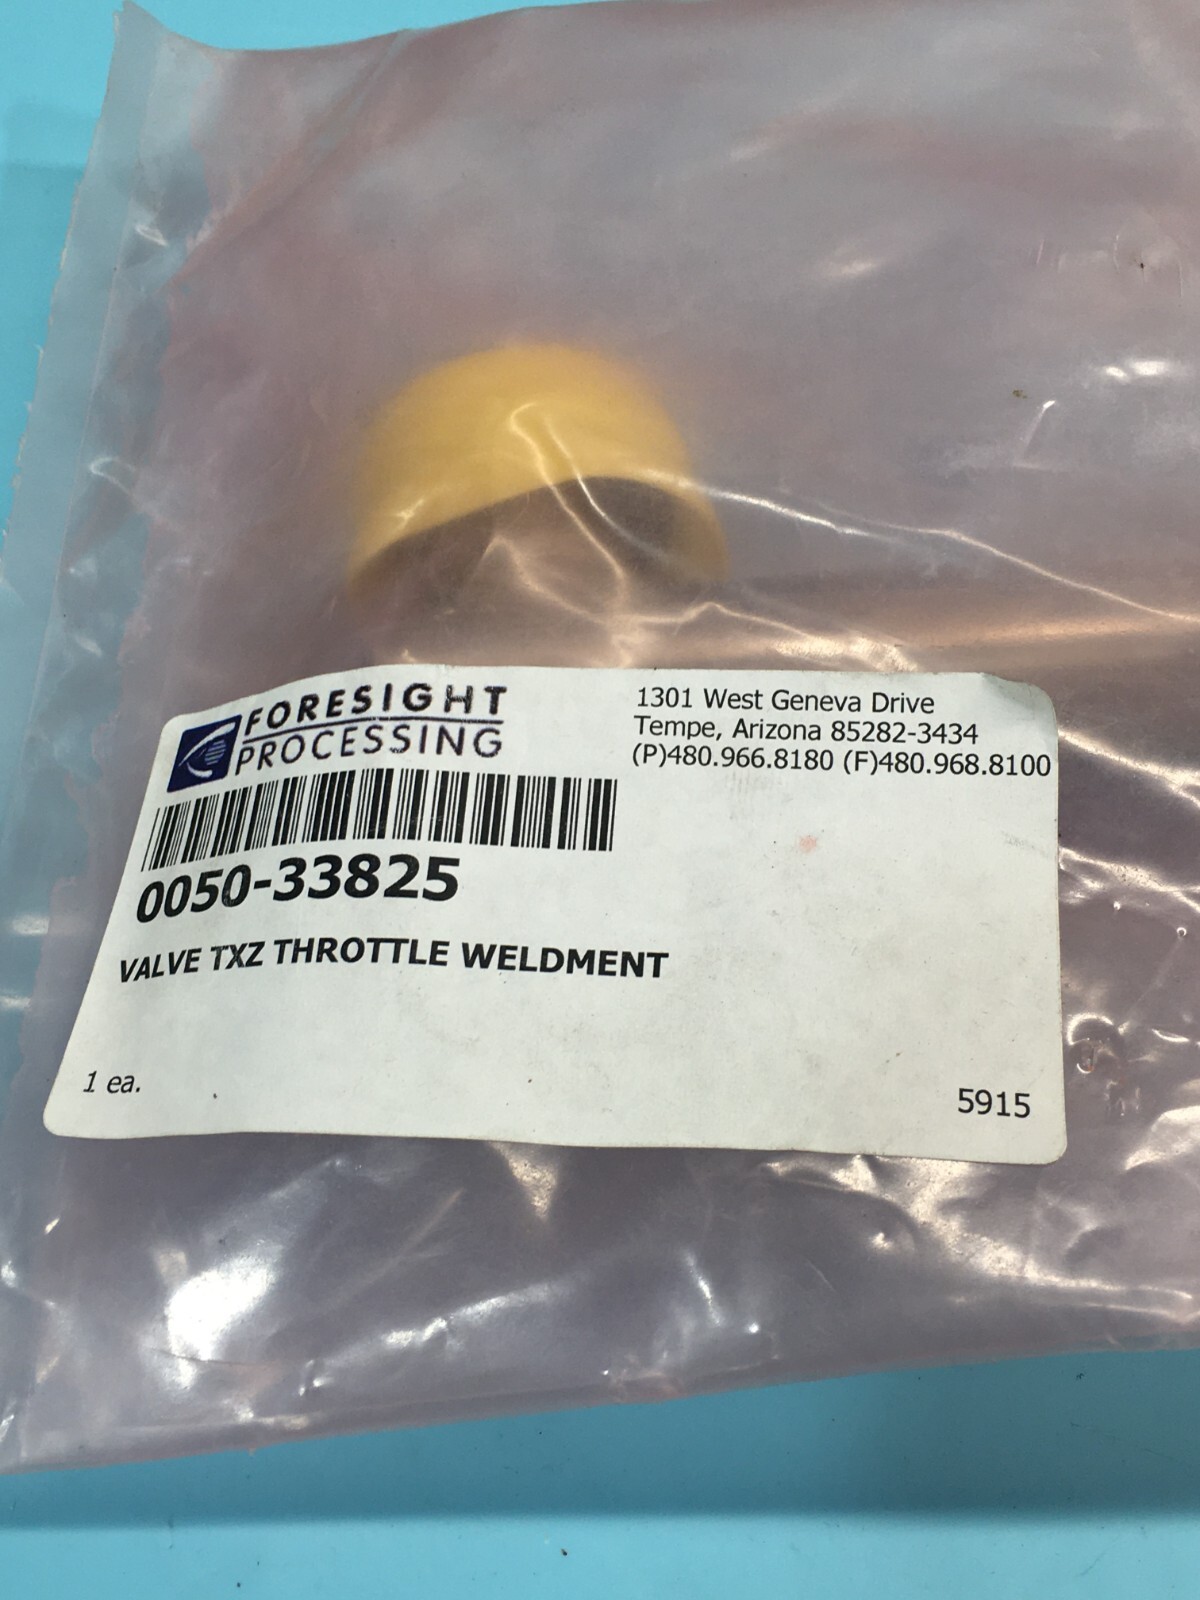 FORESIGHT
PROCESSING
1301 West Geneva Drive
Tempe, Arizona 85282-3434
(P)480.966.8180 (F)480.968.8100
0050-33825
VALVE TXZ THROTTLE WELDMENT
1 ea.
5915